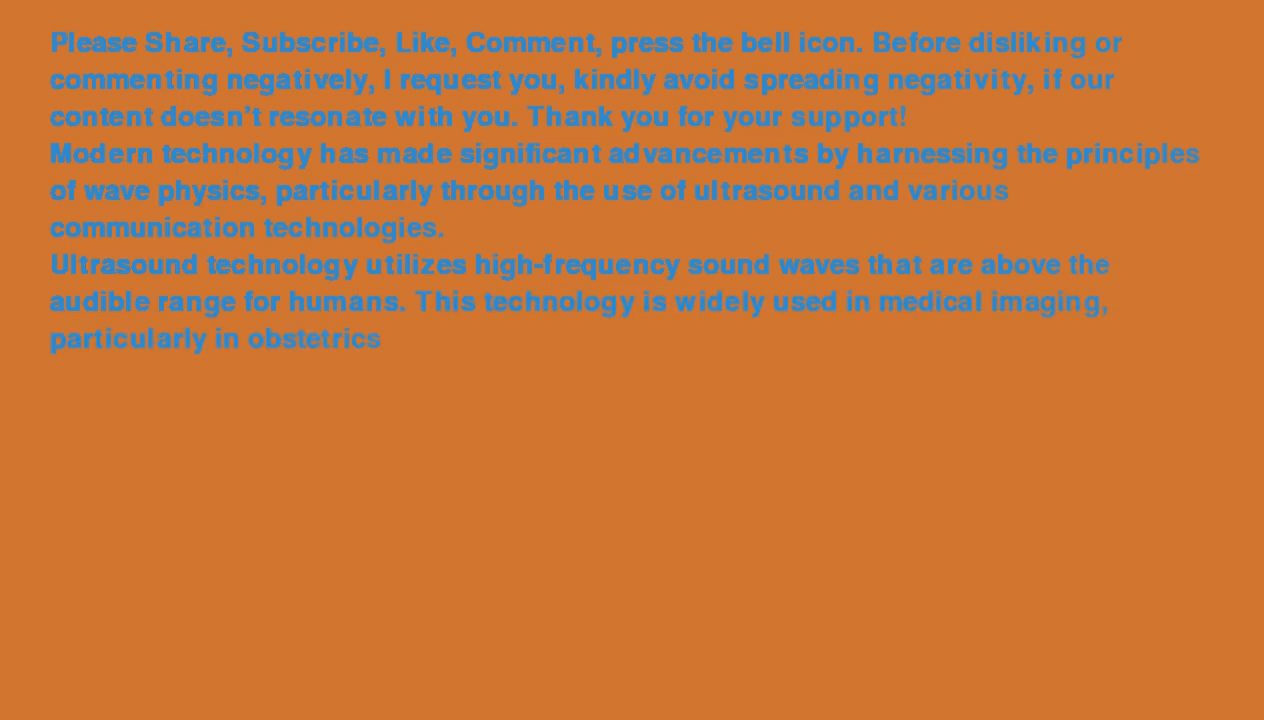 Please Share, Subscribe, Like, Comment, press the bell icon. Before disliking or
commenting negatively, I request you, kindly avoid spreading negativity, if our
content doesn't resonate with you. Thank you for your support!
Modern technology has made significant advancements by harnessing the principles
of wave physics, particularly through the use of ultrasound and various
communication technologies.
Ultrasound technology utilizes high-frequency sound waves that are above the
audible range for humans. This technology is widely used in medical imaging,
particularly in obstetrics